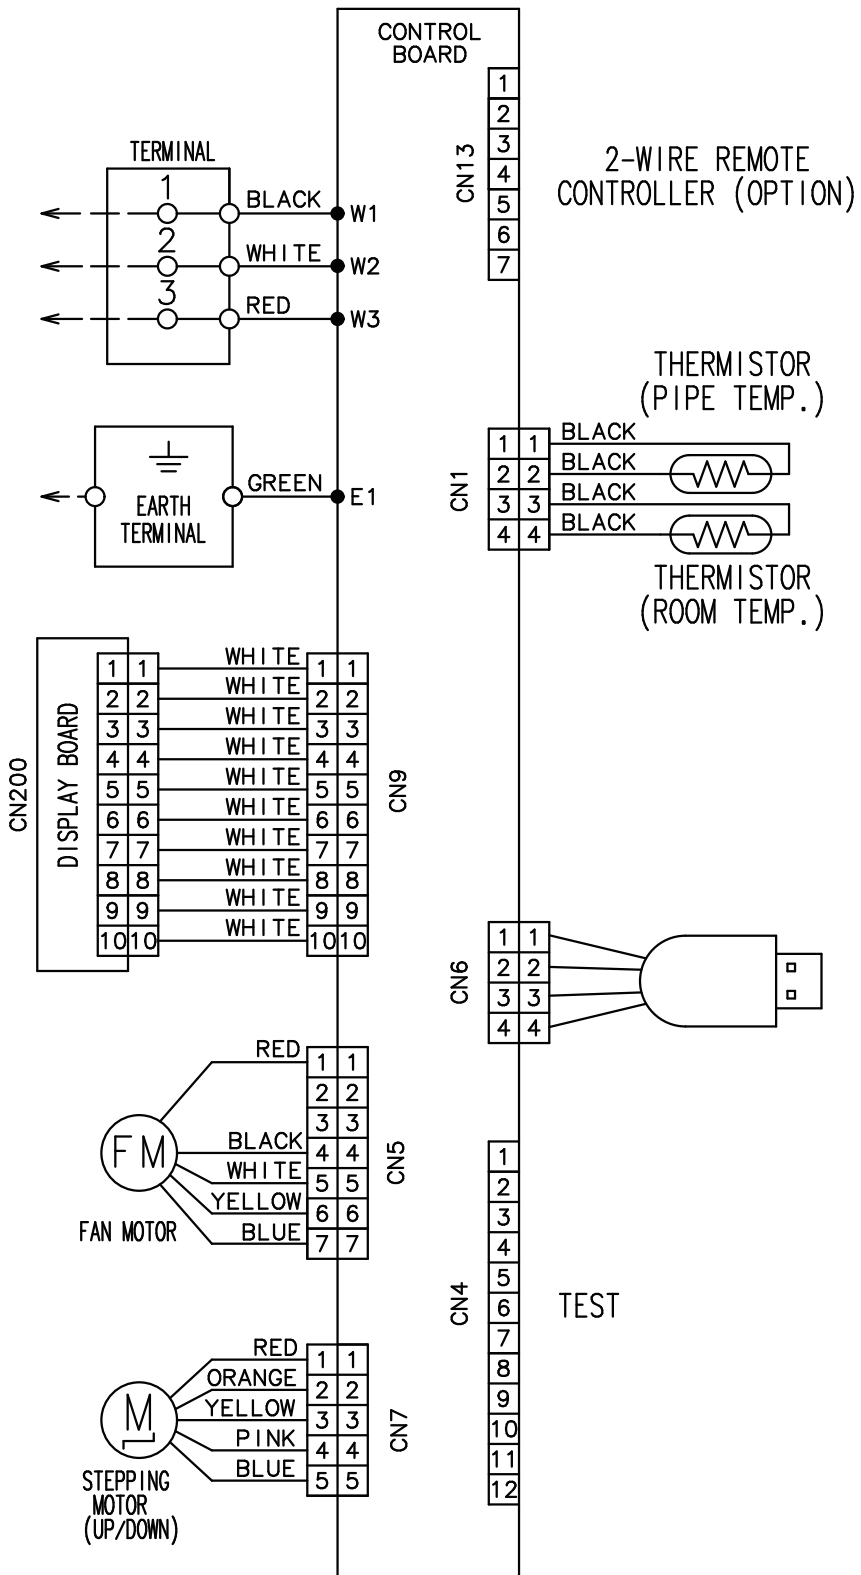 CONTROL
BOARD
CN13
1
2
3
4
5
6
7
2-WIRE REMOTE
CONTROLLER (OPTION)
TERMINAL
1
BLACK
W1
2
WHITE
W2
3
RED
W3
THERMISTOR
(PIPE TEMP.)
CN1
1 1 BLACK
2 2 BLACK
3 3 BLACK
4 4 BLACK
THERMISTOR
(ROOM TEMP.)
GREEN
E1
EARTH
TERMINAL
CN200
DISPLAY BOARD
1 1 WHITE 1 1
2 2 WHITE 2 2
3 3 WHITE 3 3
4 4 WHITE 4 4
5 5 WHITE 5 5
6 6 WHITE 6 6
7 7 WHITE 7 7
8 8 WHITE 8 8
9 9 WHITE 9 9
10 10 WHITE 10 10
CN9
CN6
1 1
2 2
3 3
4 4
FM
FAN MOTOR
RED 1 1
2 2
3 3
BLACK 4 4
WHITE 5 5
YELLOW 6 6
BLUE 7 7
CN5
CN4
1
2
3
4
5
6
7
8
9
10
11
12
TEST
M
STEPPING
MOTOR
(UP/DOWN)
RED 1 1
ORANGE 2 2
YELLOW 3 3
PINK 4 4
BLUE 5 5
CN7